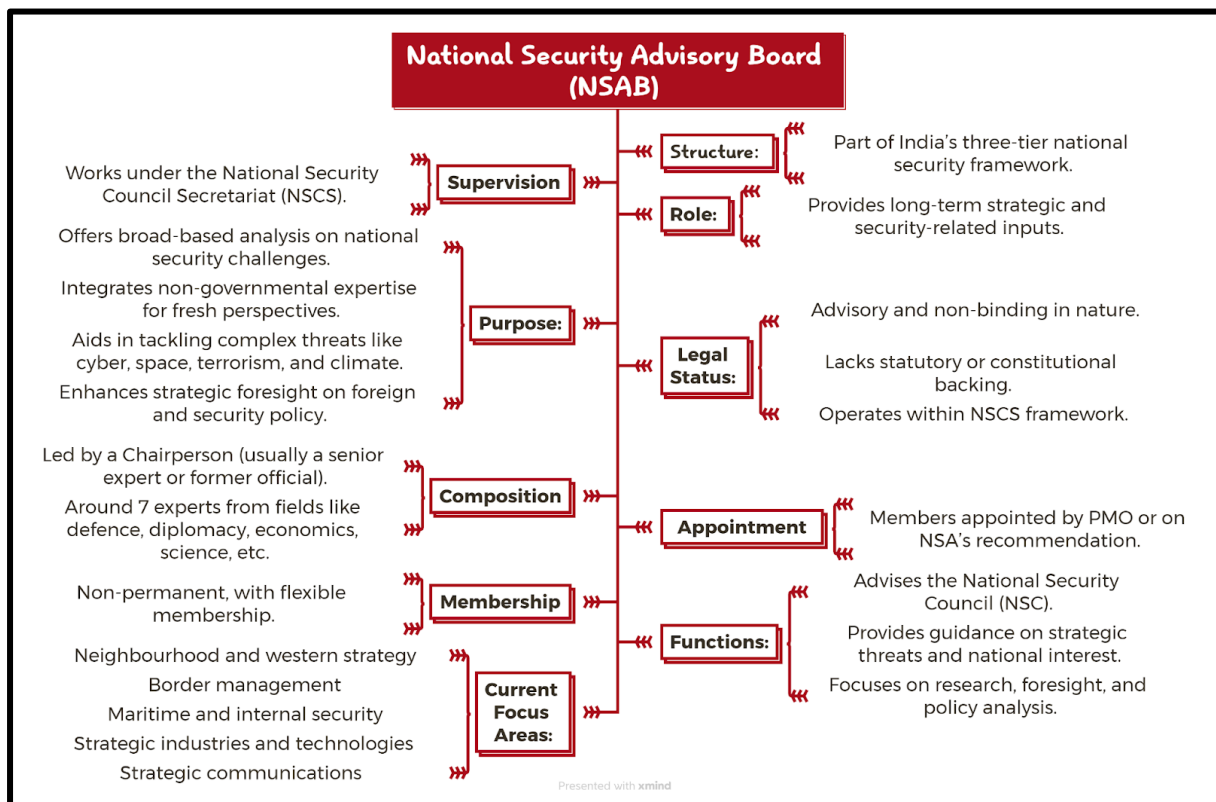 National Security Advisory Board
(NSAB)
Structure:
Part of India's three-tier national
security framework.
Works under the National Security
Council Secretariat (NSCS).
Supervision
Role:
Provides long-term strategic and
security-related inputs.
Offers broad-based analysis on national
security challenges.
Integrates non-governmental expertise
for fresh perspectives.
Aids in tackling complex threats like
cyber, space, terrorism, and climate.
Enhances strategic foresight on foreign
and security policy.
Purpose:
Legal
Status:
Advisory and non-binding in nature.
Lacks statutory or constitutional
backing.
Operates within NSCS framework.
Led by a Chairperson (usually a senior
expert or former official).
Around 7 experts from fields like
defence, diplomacy, economics,
science, etc.
Composition
Appointment
Members appointed by PMO or on
NSA's recommendation.
Non-permanent, with flexible
membership.
Membership
Functions:
Advises the National Security
Council (NSC).
Provides guidance on strategic
threats and national interest.
Focuses on research, foresight, and
policy analysis.
Neighbourhood and western strategy
Border management
Maritime and internal security
Strategic industries and technologies
Strategic communications
Current
Focus
Areas:
Presented with xmind